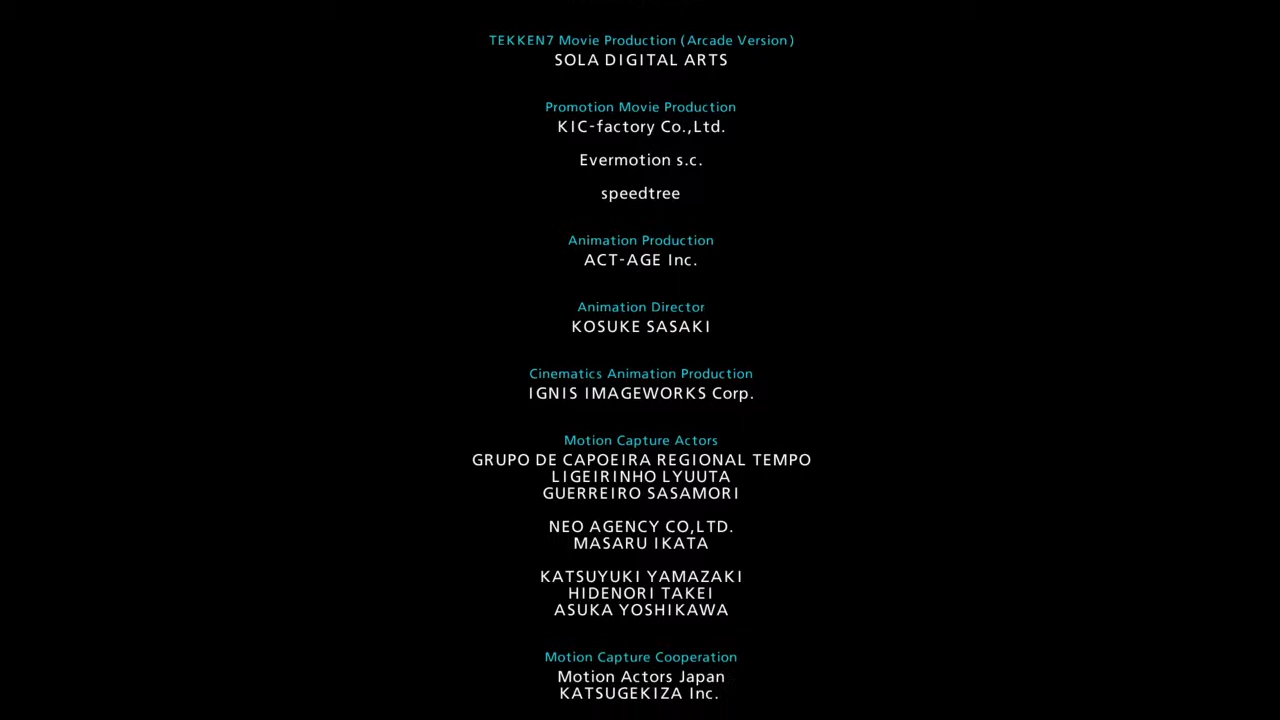 TEKKEN7 Movie Production (Arcade Version)
SOLA DIGITAL ARTS
Promotion Movie Production
KIC-factory Co.,Ltd.
Evermotion s.c.
speedtree
Animation Production
ACT-AGE Inc.
Animation Director
KOSUKE SASAKI
Cinematics Animation Production
IGNIS IMAGEWORKS Corp.
Motion Capture Actors
GRUPO DE CAPOEIRA REGIONAL TEMPO
LIGEIRINHO LYUUTA
GUERREIRO SASAMORI
NEO AGENCY CO,LTD.
MASARU IKATA
KATSUYUKI YAMAZAKI
HIDENORI TAKEI
ASUKA YOSHIKAWA
Motion Capture Cooperation
Motion Actors Japan
KATSUGEKIZA Inc.